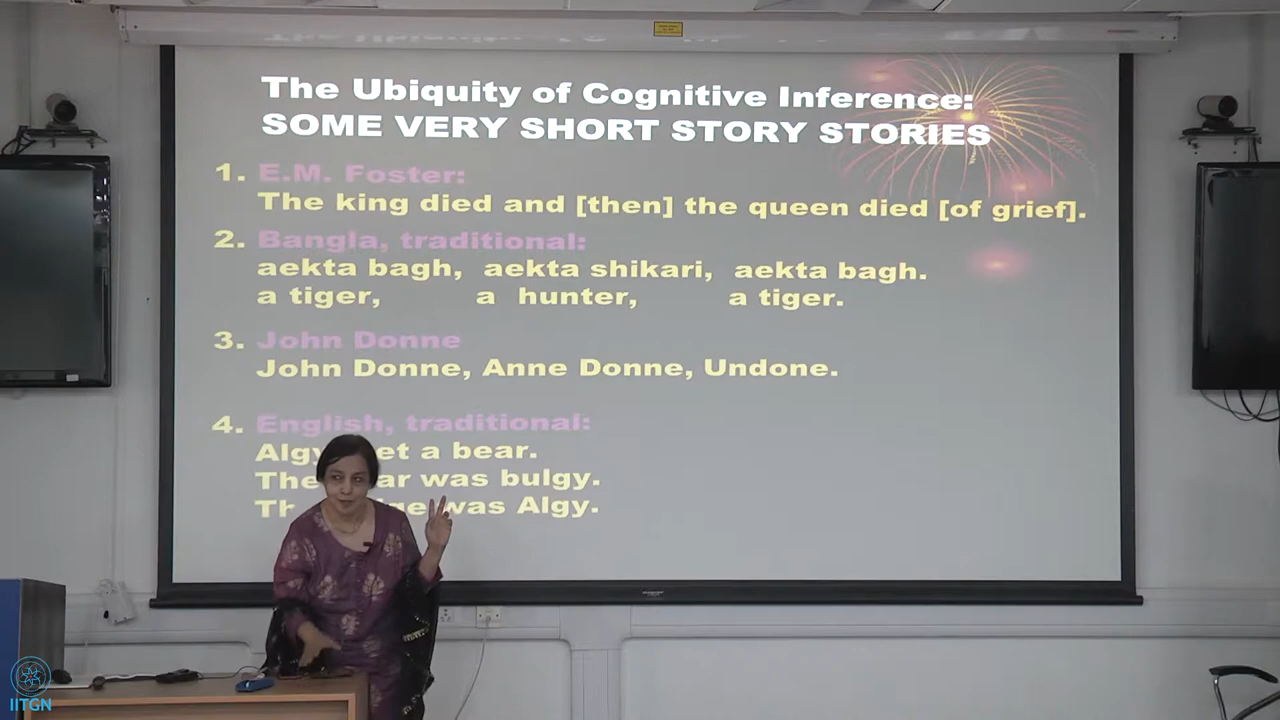 The Ubiquity of Cognitive Inference:
SOME VERY SHORT STORY STORIES
1. E.M. Foster:
The king died and [then] the queen died [of grief].
2. Bangla, traditional:
aekta bagh, aekta shikari, aekta bagh.
a tiger, a hunter, a tiger.
3. John Donne
John Donne, Anne Donne, Undone.
4. English, traditional:
a bear.
The was bulgy.
was Algy.
IITGN